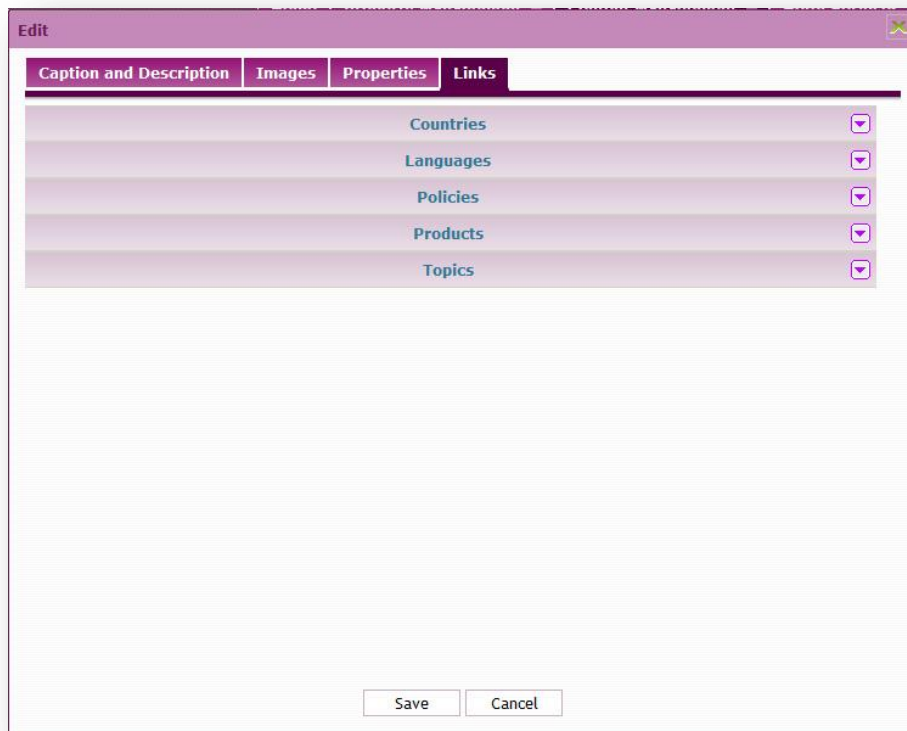 Edit
Caption and Description Images Properties Links
Countries
Languages
Policies
Products
Topics
Save Cancel